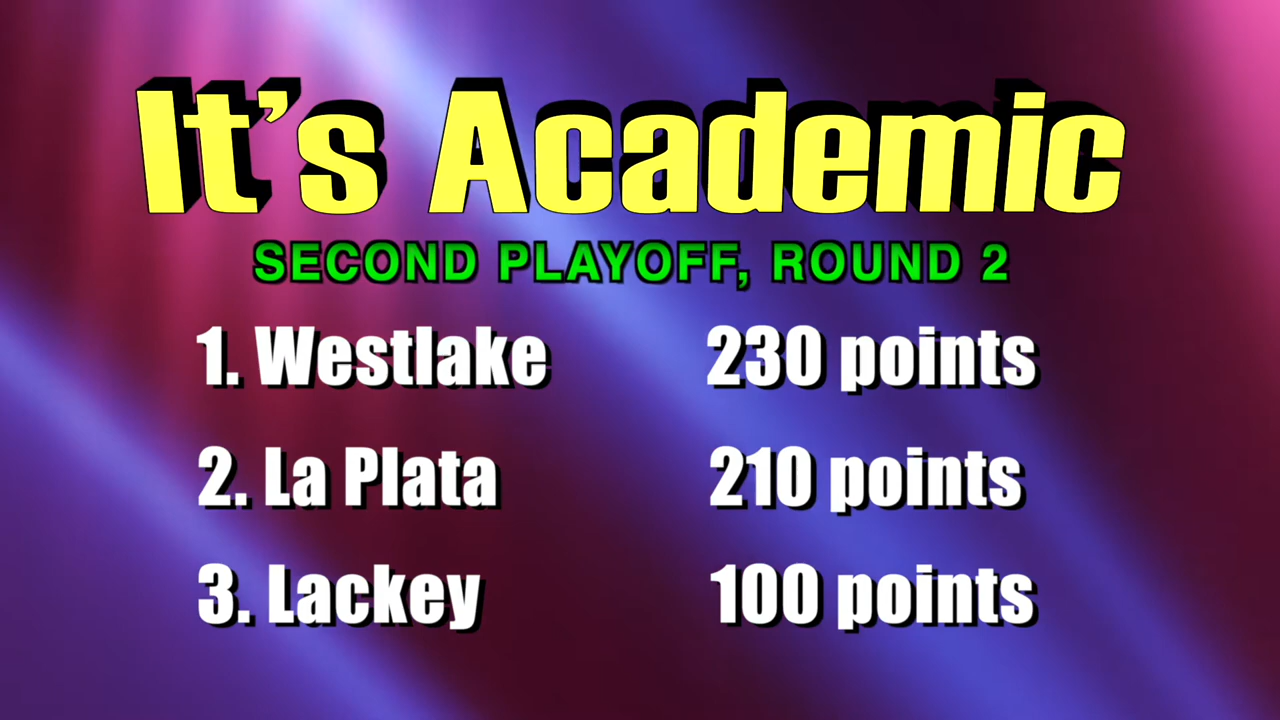 It's Academic
SECOND PLAYOFF, ROUND 2
1. Westlake 230 points
2. La Plata 210 points
3. Lackey 100 points